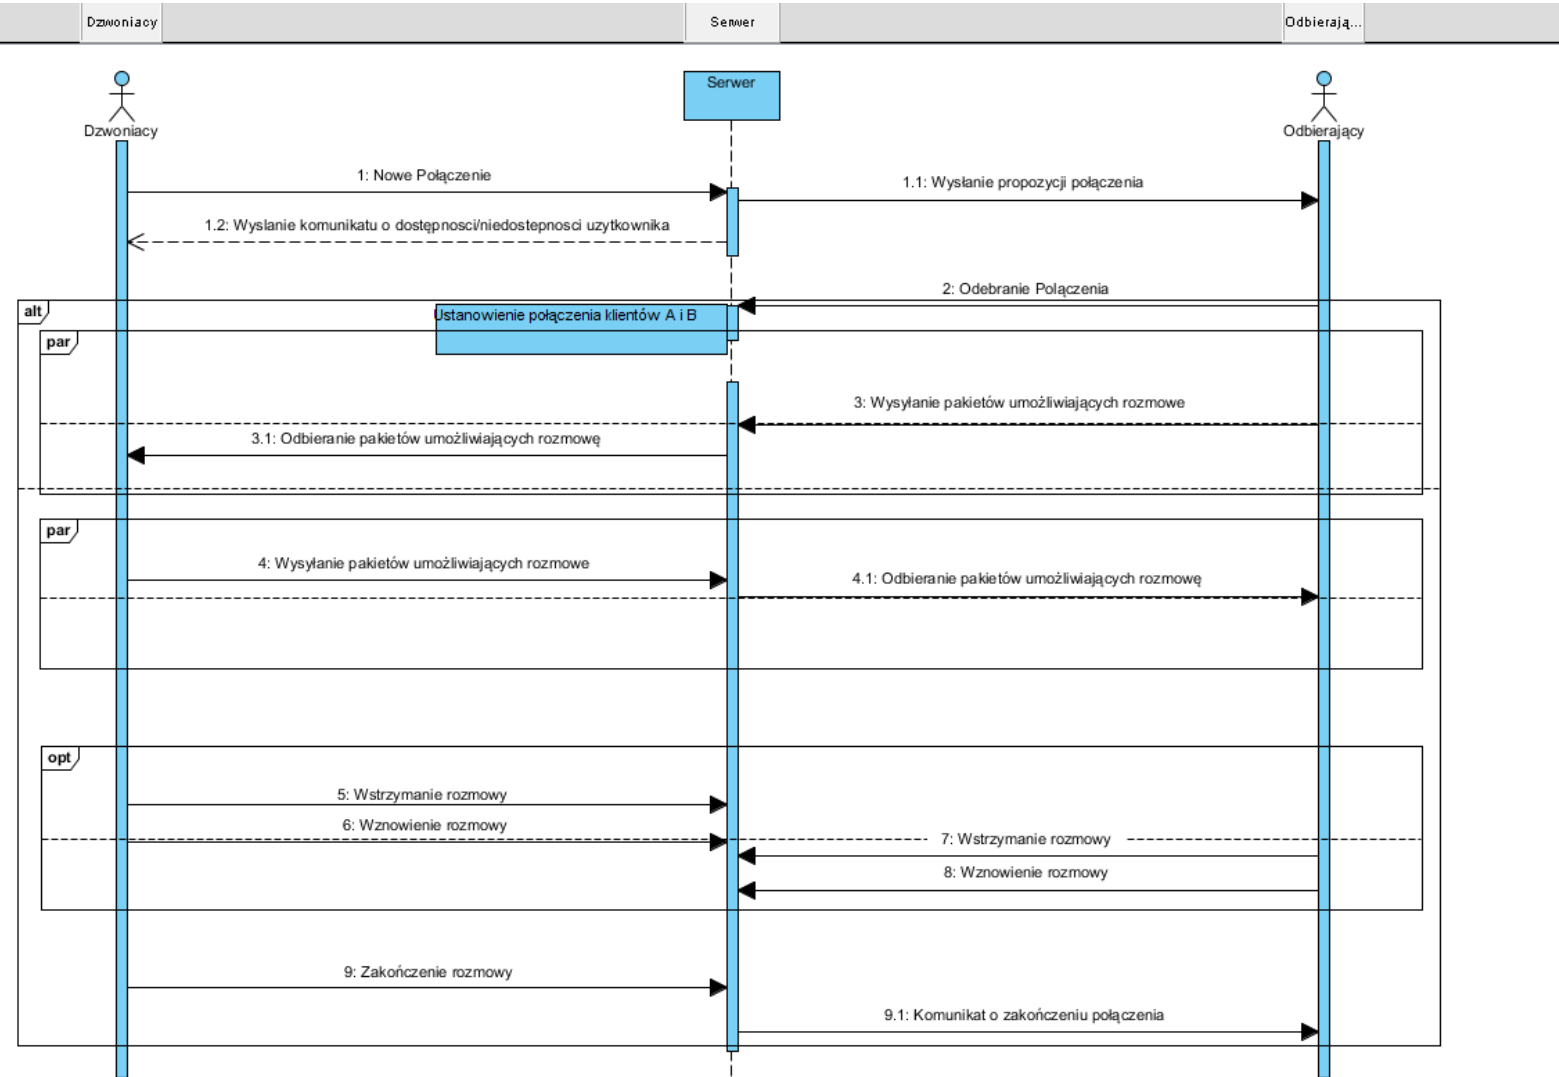 Dzwoniacy
Serwer
Odbierają...
Serwer
Dzwoniacy
Odbierający
1: Nowe Połączenie
1.1: Wysłanie propozycji połączenia
1.2: Wyslanie komunikatu o dostępnosci/niedostepnosci uzytkownika
2: Odebranie Polączenia
alt
Ustanowienie połączenia klientów A i B
par
3: Wysyłanie pakietów umożliwiających rozmowe
3.1: Odbieranie pakietów umożliwiających rozmowę
par
4: Wysyłanie pakietów umożliwiających rozmowe
4.1: Odbieranie pakietów umożliwiających rozmowę
opt
5: Wstrzymanie rozmowy
6: Wznowienie rozmowy
7: Wstrzymanie rozmowy
8: Wznowienie rozmowy
9: Zakończenie rozmowy
9.1: Komunikat o zakończeniu połączenia